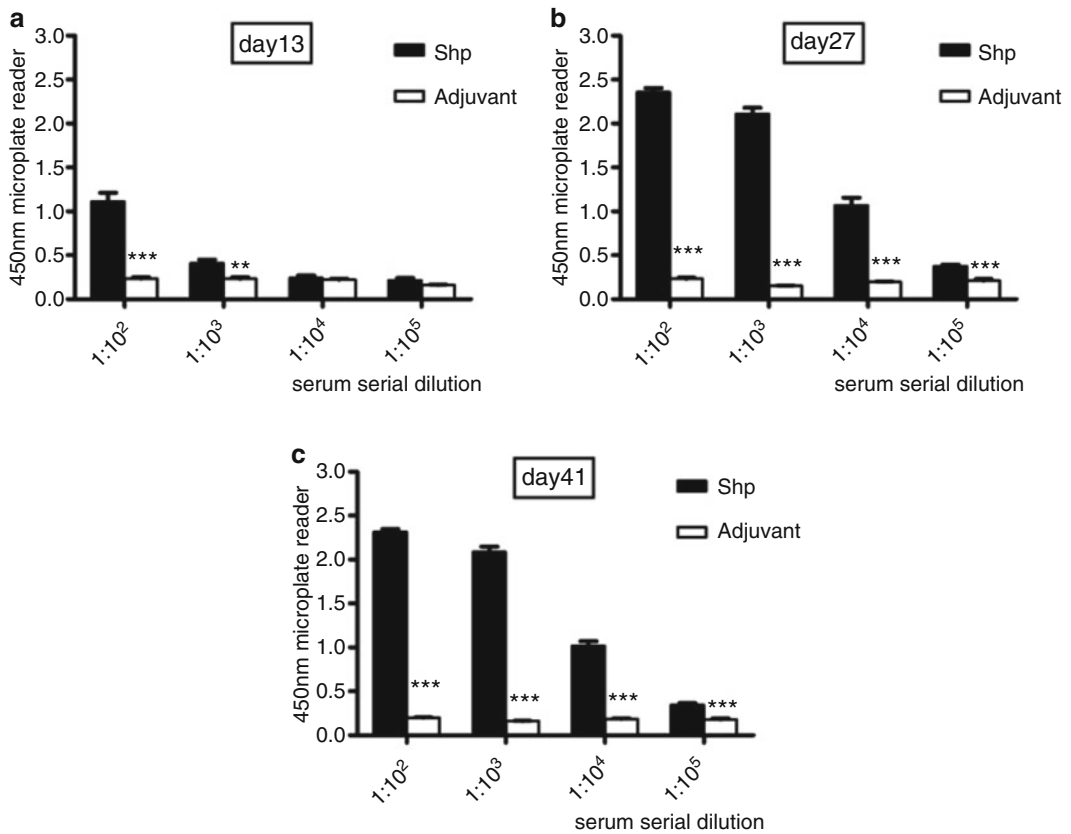 a
day13
Shp
Adjuvant
450nm microplate reader
3.0
2.5
2.0
1.5
1.0
0.5
0.0
***
**
1:10²
1:10³
1:10⁴
1:10⁵
serum serial dilution
b
day27
Shp
Adjuvant
450nm microplate reader
3.0
2.5
2.0
1.5
1.0
0.5
0.0
***
***
***
***
1:10²
1:10³
1:10⁴
1:10⁵
serum serial dilution
c
day41
Shp
Adjuvant
450nm microplate reader
3.0
2.5
2.0
1.5
1.0
0.5
0.0
***
***
***
***
1:10²
1:10³
1:10⁴
1:10⁵
serum serial dilution